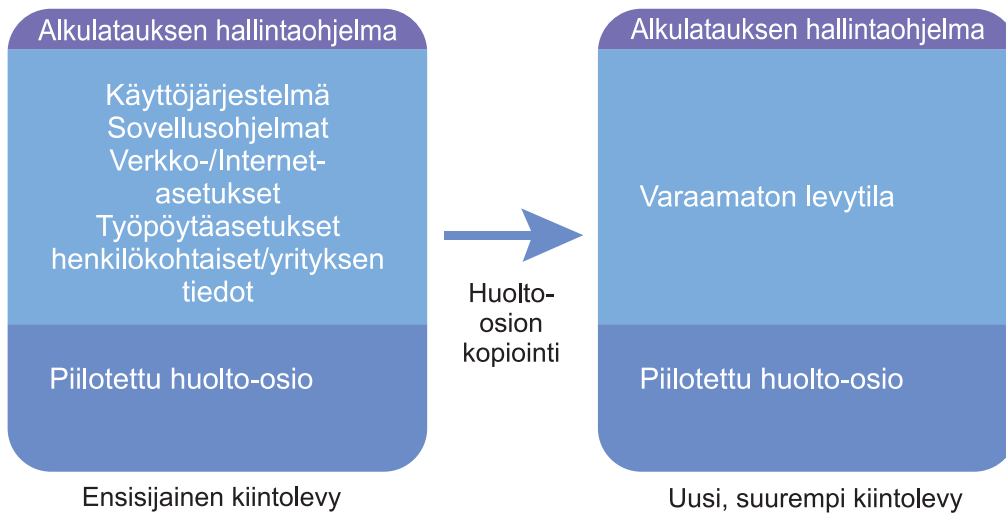 Alkulatauksen hallintaohjelma
Käyttöjärjestelmä
Sovellusohjelmat
Verkko-/Internet-
asetukset
Työpöytäasetukset
henkilökohtaiset/yrityksen
tiedot
Piilotettu huolto-osio
Ensisijainen kiintolevy
Huolto-
osion
kopiointi
Alkulatauksen hallintaohjelma
Varaamaton levytila
Piilotettu huolto-osio
Uusi, suurempi kiintolevy